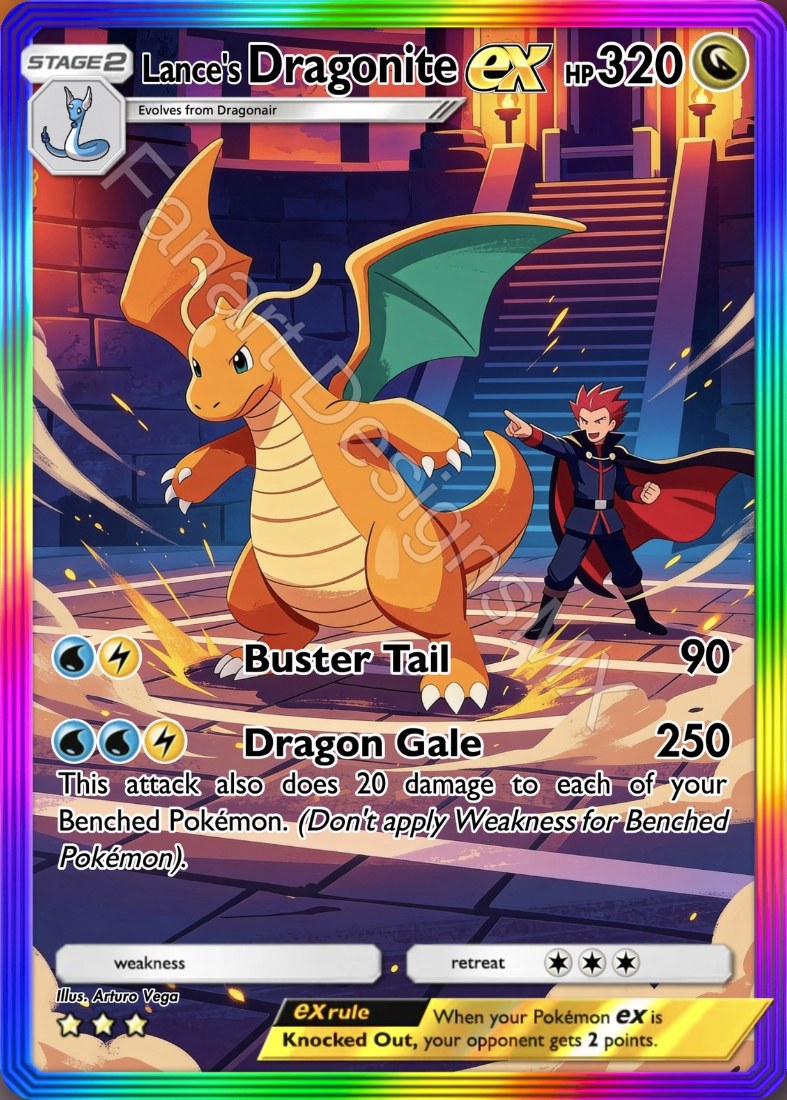 STAGE2 Lance's Dragonite ex HP320
Evolves from Dragonair
Fanart DesignsMX
Buster Tail 90
Dragon Gale 250
This attack also does 20 damage to each of your
Benched Pokémon. (Don't apply Weakness for Benched
Pokémon).
weakness retreat
Illus. Arturo Vega
ex rule When your Pokémon ex is
Knocked Out, your opponent gets 2 points.